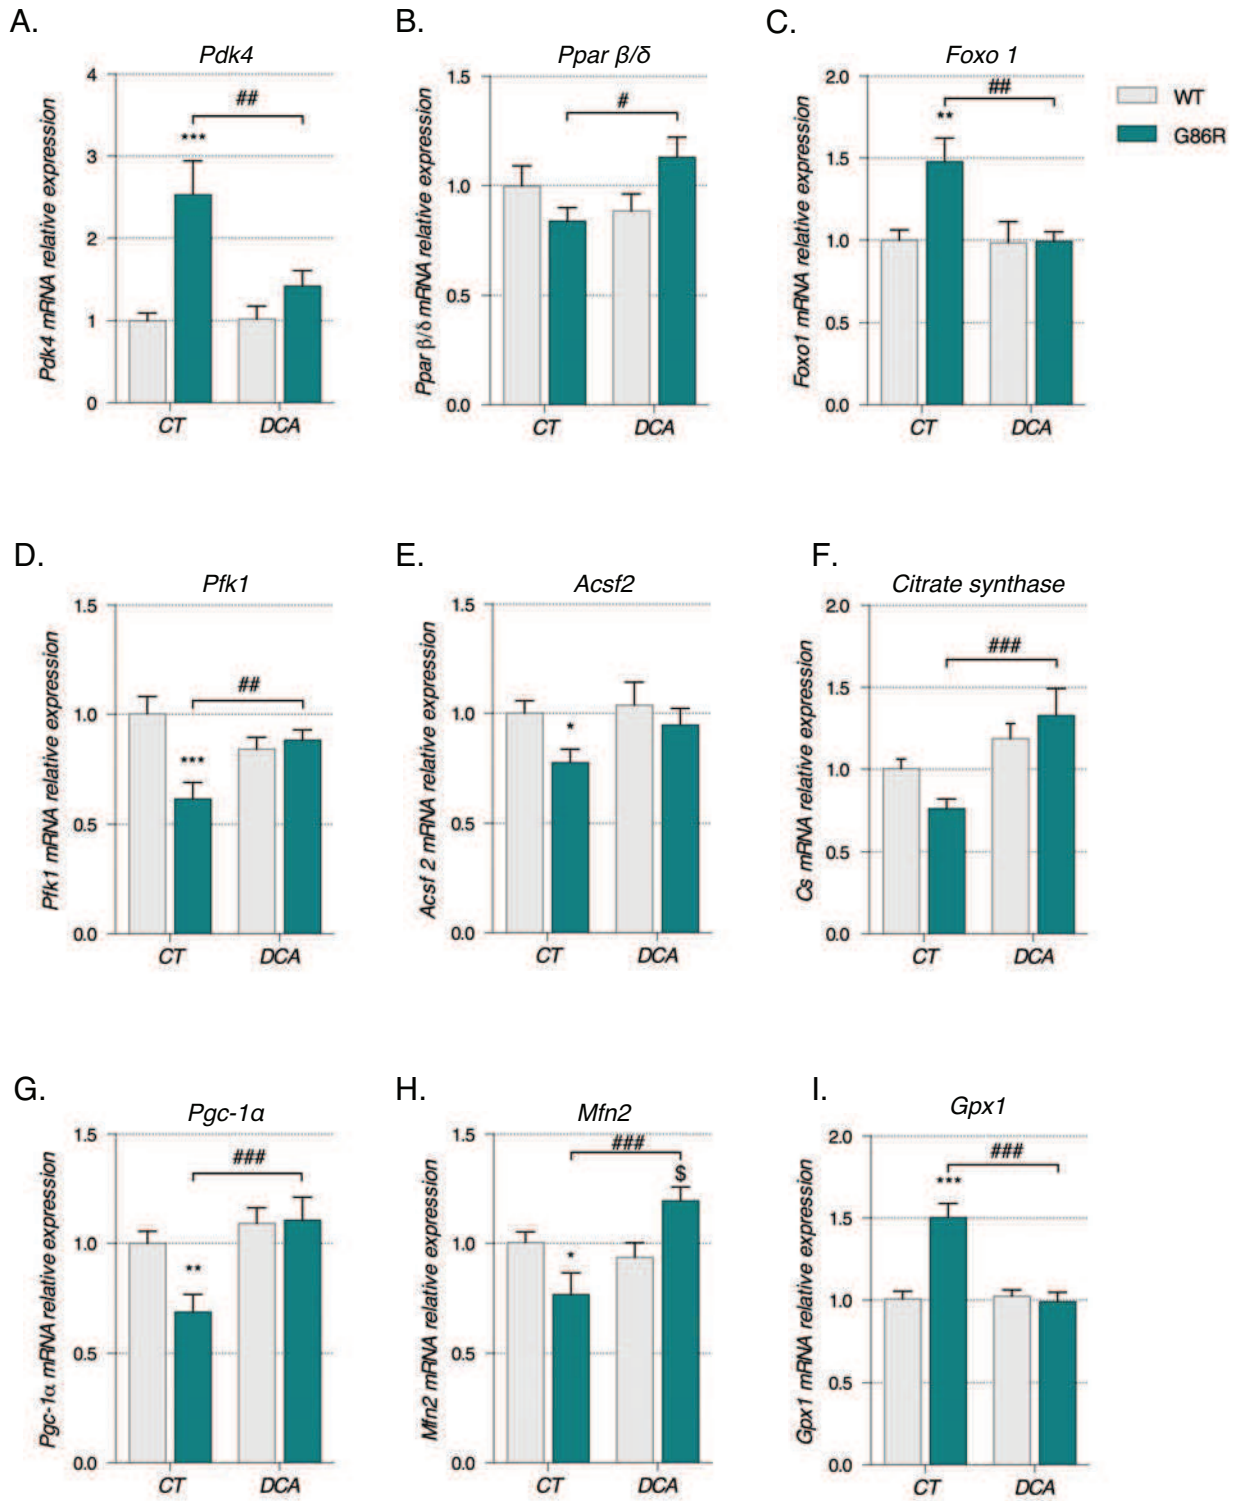 A.
B.
C.
Pdk4
Ppar β/δ
Foxo 1
Pdk4 mRNA relative expression
4
3
2
1
0
***
##
CT
DCA
Ppar β/δ mRNA relative expression
1.5
1.0
0.5
0.0
#
CT
DCA
Foxo1 mRNA relative expression
2.0
1.5
1.0
0.5
0.0
**
##
CT
DCA
WT
G86R
D.
E.
F.
Pfk1
Acsf2
Citrate synthase
Pfk1 mRNA relative expression
1.5
1.0
0.5
0.0
***
##
CT
DCA
Acsf 2 mRNA relative expression
1.5
1.0
0.5
0.0
*
CT
DCA
Cs mRNA relative expression
2.0
1.5
1.0
0.5
0.0
###
CT
DCA
G.
H.
I.
Pgc-1α
Mfn2
Gpx1
Pgc-1α mRNA relative expression
1.5
1.0
0.5
0.0
**
###
CT
DCA
Mfn2 mRNA relative expression
1.5
1.0
0.5
0.0
*
###
$
CT
DCA
Gpx1 mRNA relative expression
2.0
1.5
1.0
0.5
0.0
***
###
CT
DCA